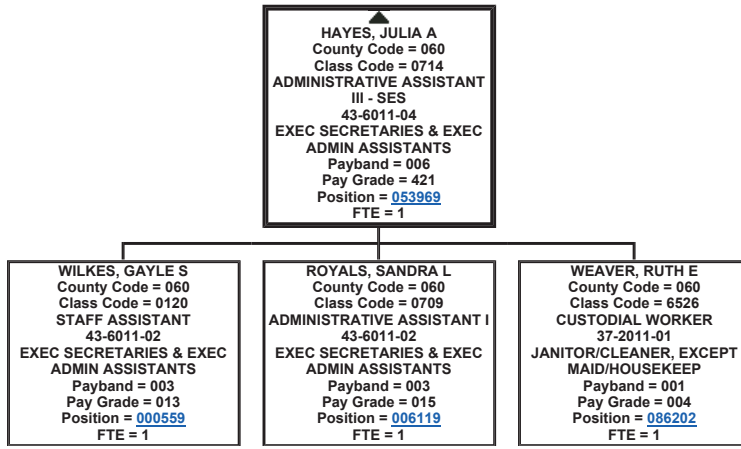 HAYES, JULIA A
County Code = 060
Class Code = 0714
ADMINISTRATIVE ASSISTANT
III - SES
43-6011-04
EXEC SECRETARIES & EXEC
ADMIN ASSISTANTS
Payband = 006
Pay Grade = 421
Position = 053969
FTE = 1
WILKES, GAYLE S
County Code = 060
Class Code = 0120
STAFF ASSISTANT
43-6011-02
EXEC SECRETARIES & EXEC
ADMIN ASSISTANTS
Payband = 003
Pay Grade = 013
Position = 000559
FTE = 1
ROYALS, SANDRA L
County Code = 060
Class Code = 0709
ADMINISTRATIVE ASSISTANT I
43-6011-02
EXEC SECRETARIES & EXEC
ADMIN ASSISTANTS
Payband = 003
Pay Grade = 015
Position = 006119
FTE = 1
WEAVER, RUTH E
County Code = 060
Class Code = 6526
CUSTODIAL WORKER
37-2011-01
JANITOR/CLEANER, EXCEPT
MAID/HOUSEKEEP
Payband = 001
Pay Grade = 004
Position = 086202
FTE = 1